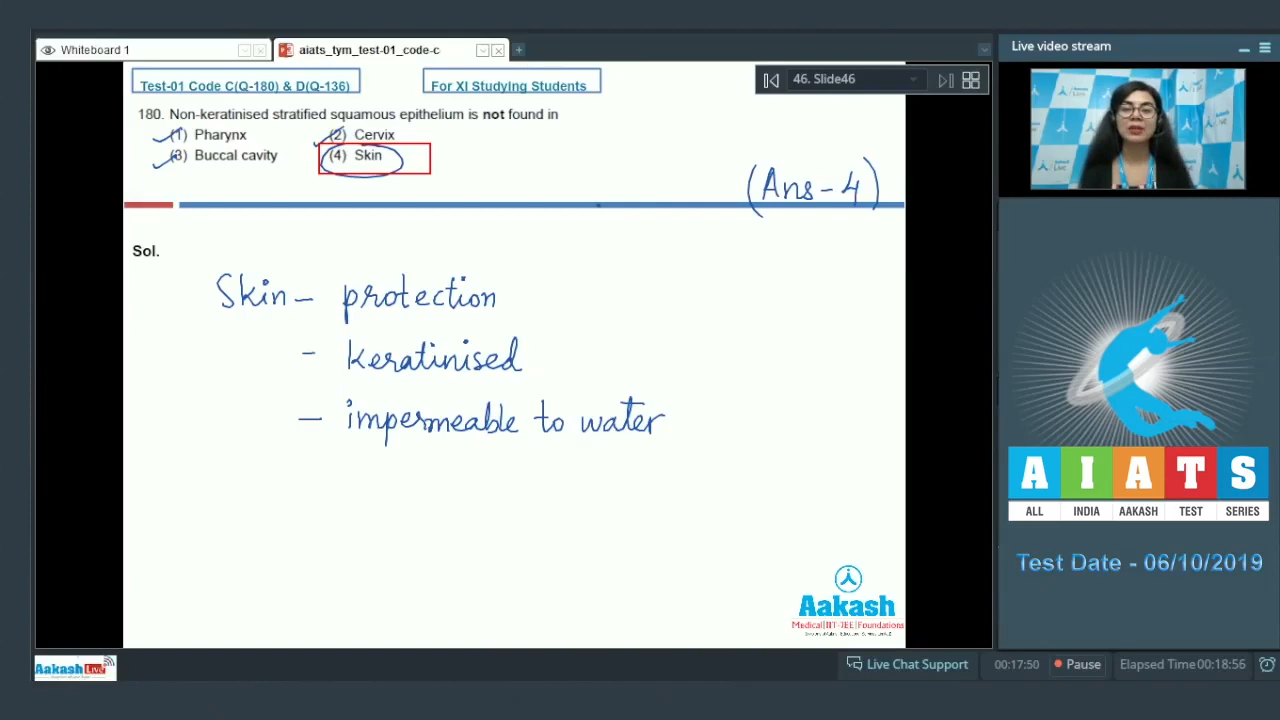 Whiteboard 1
aiats_tym_test-01_code-c
Live video stream
Test-01 Code C(Q-180) & D(Q-136)
For XI Studying Students
46. Slide46
180. Non-keratinised stratified squamous epithelium is not found in
(1) Pharynx (2) Cervix
(3) Buccal cavity (4) Skin
(Ans - 4)
Sol.
Skin - protection
- keratinised
- impermeable to water
Aakash
Medical|IIT-JEE|Foundations
AIATS
ALL INDIA AAKASH TEST SERIES
Test Date - 06/10/2019
Aakash Live
Live Chat Support
00:17:50
Pause
Elapsed Time 00:18:56